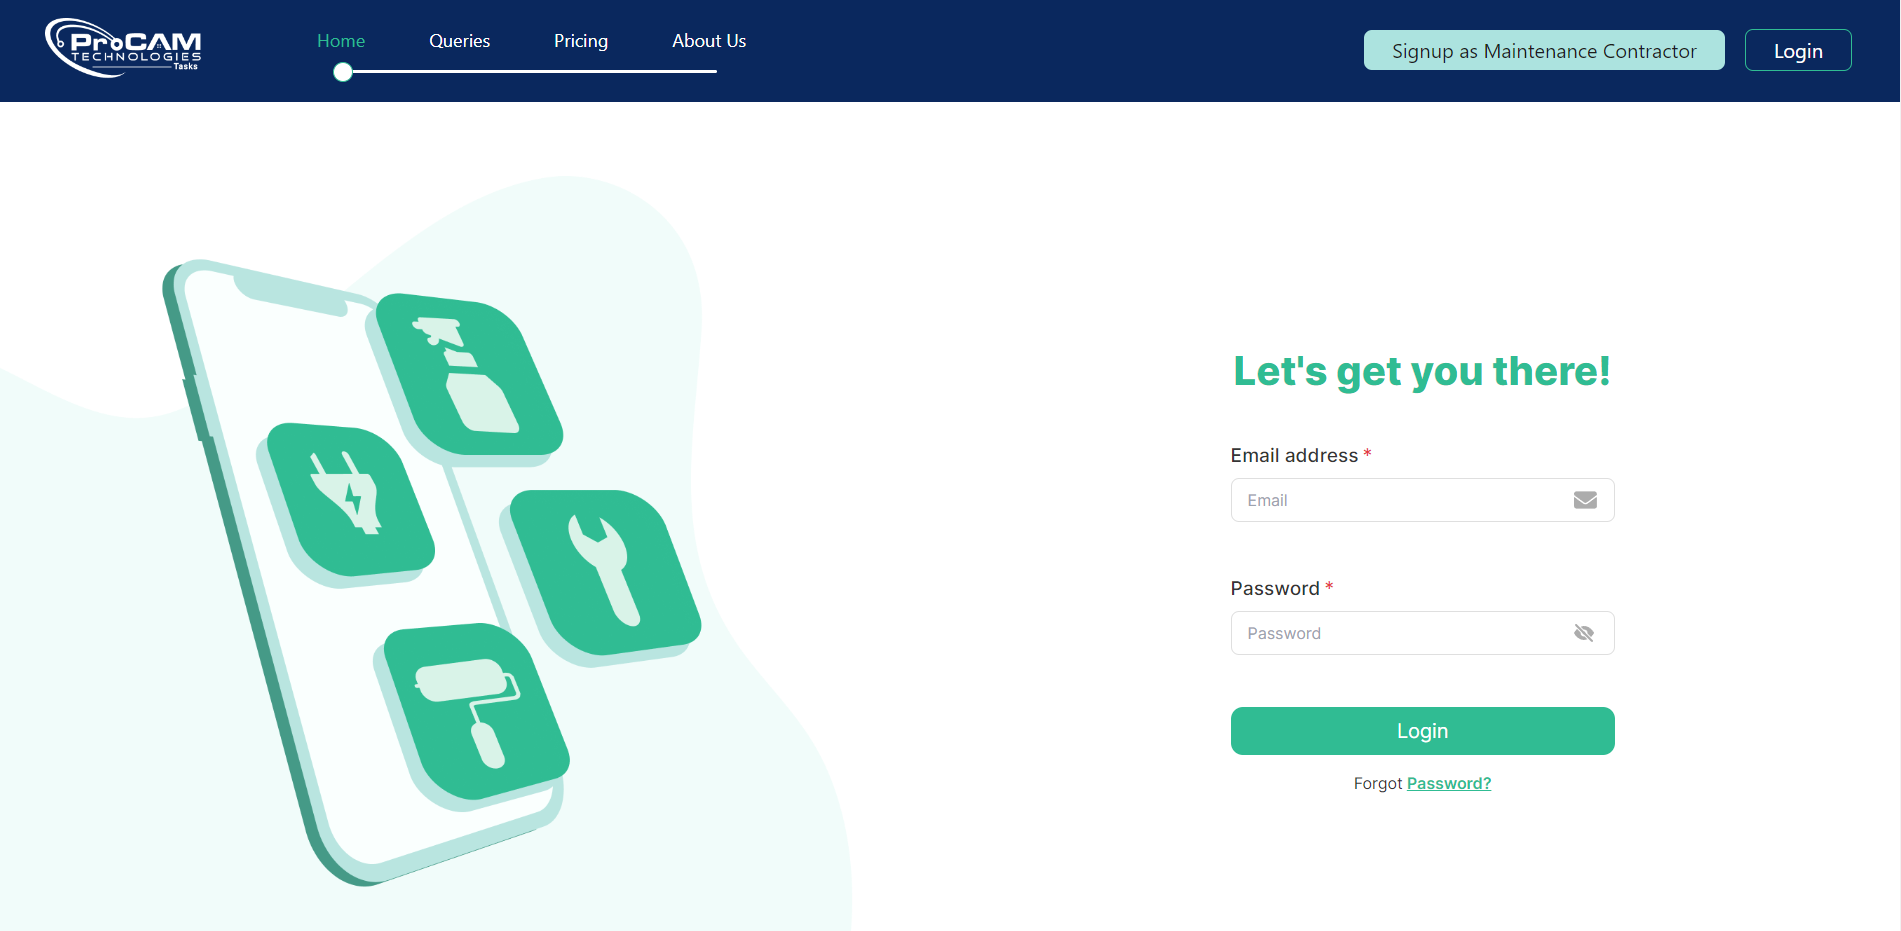 ProCAM
TECHNOLOGIES
Tasks
Home
Queries
Pricing
About Us
Signup as Maintenance Contractor
Login
Let's get you there!
Email address *
Email
Password *
Password
Login
Forgot Password?